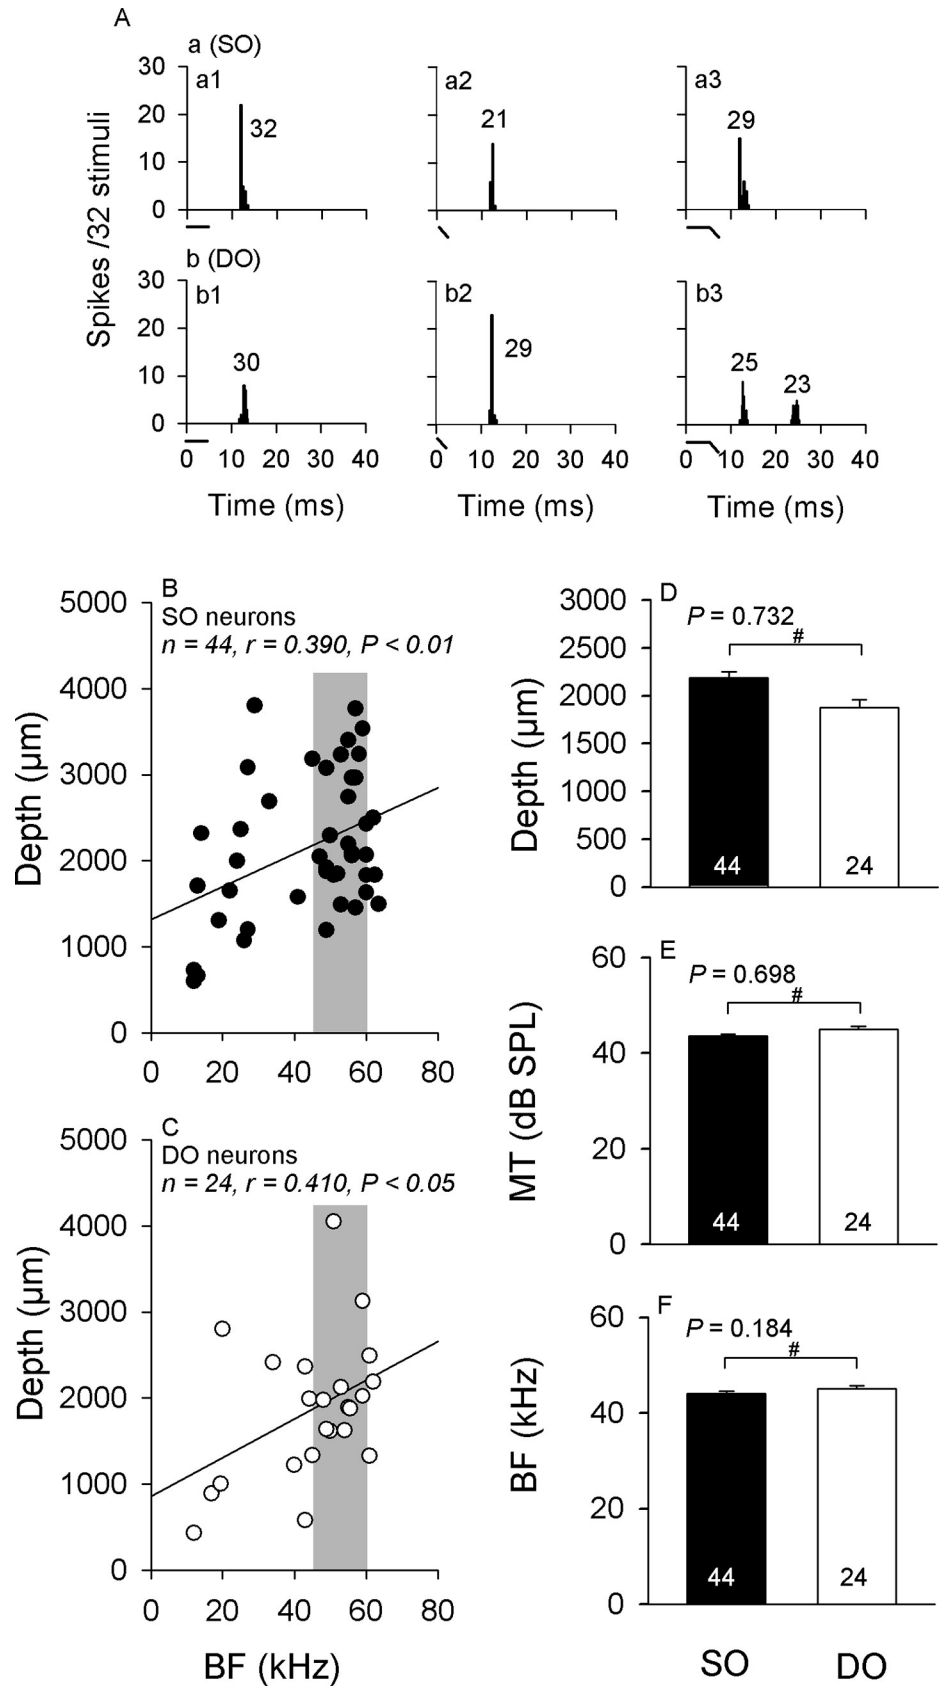 A
a (SO)
Spikes /32 stimuli
30
20
10
0
a1
32
a2
21
a3
29
b (DO)
30
20
10
0
b1
30
b2
29
b3
25
23
0 10 20 30 40
0 10 20 30 40
0 10 20 30 40
Time (ms)
Time (ms)
Time (ms)
B
SO neurons
n = 44, r = 0.390, P < 0.01
Depth (µm)
5000
4000
3000
2000
1000
0
0 20 40 60 80
C
DO neurons
n = 24, r = 0.410, P < 0.05
Depth (µm)
5000
4000
3000
2000
1000
0
0 20 40 60 80
BF (kHz)
D
P = 0.732
#
Depth (µm)
3000
2500
2000
1500
1000
500
0
44
24
E
P = 0.698
#
MT (dB SPL)
60
40
20
0
44
24
F
P = 0.184
#
BF (kHz)
60
40
20
0
44
24
SO DO